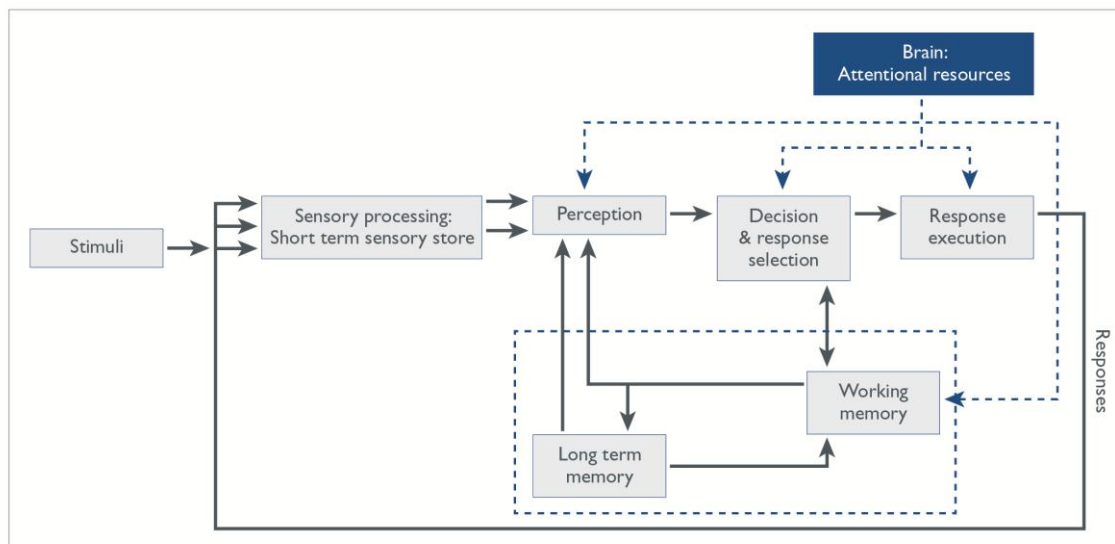 Brain:
Attentional resources
Stimuli
Sensory processing:
Short term sensory store
Perception
Decision
& response
selection
Response
execution
Working
memory
Long term
memory
Responses